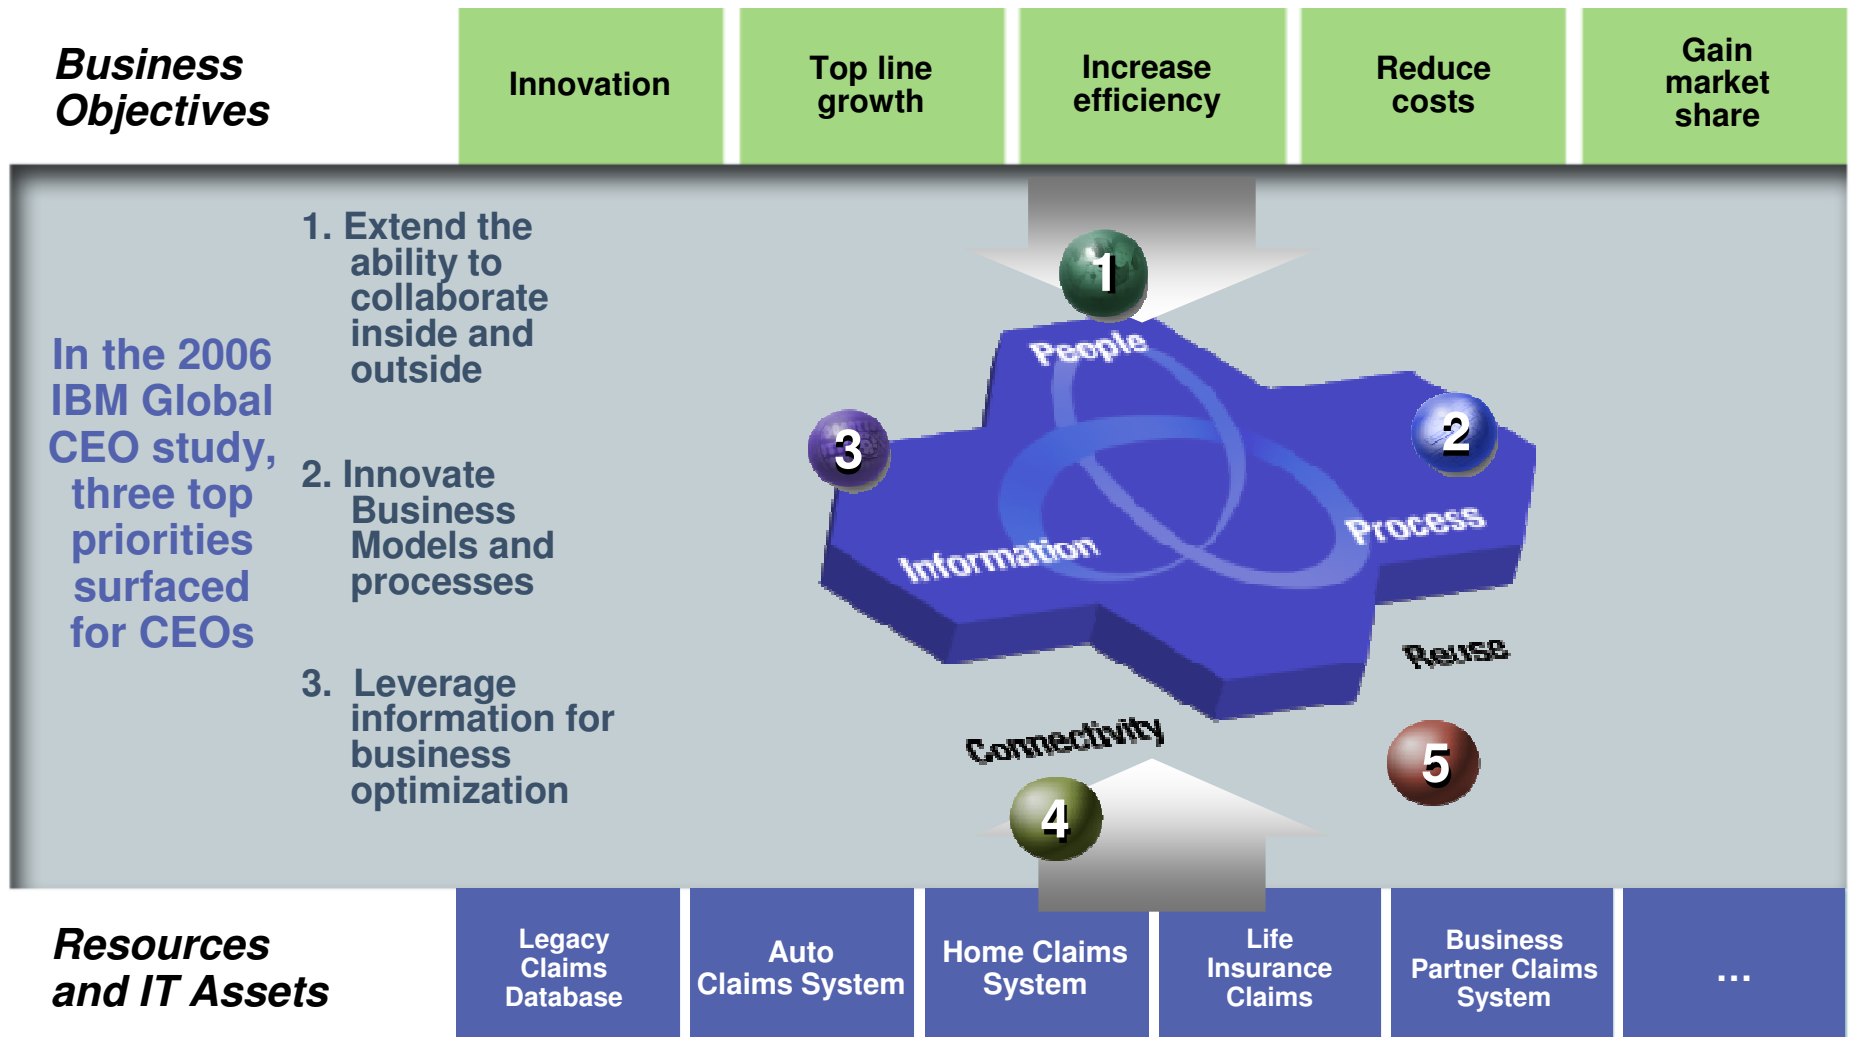 Business
Objectives
Innovation
Top line
growth
Increase
efficiency
Reduce
costs
Gain
market
share
In the 2006
IBM Global
CEO study,
three top
priorities
surfaced
for CEOs
1. Extend the
ability to
collaborate
inside and
outside
2. Innovate
Business
Models and
processes
3. Leverage
information for
business
optimization
1
People
2
3
Process
Information
Reuse
Connectivity
5
4
Resources
and IT Assets
Legacy
Claims
Database
Auto
Claims System
Home Claims
System
Life
Insurance
Claims
Business
Partner Claims
System
...